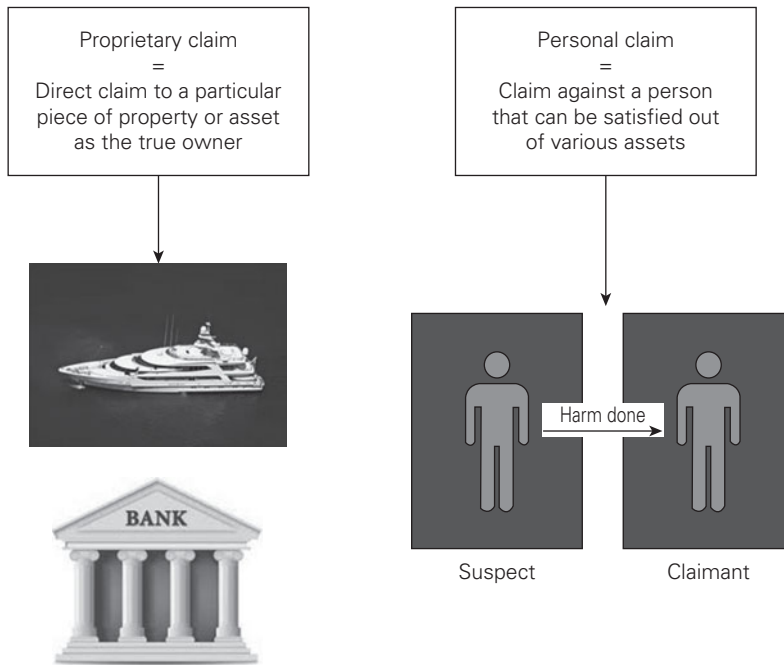 Proprietary claim
=
Direct claim to a particular
piece of property or asset
as the true owner
Personal claim
=
Claim against a person
that can be satisfied out
of various assets
BANK
Harm done
Suspect
Claimant